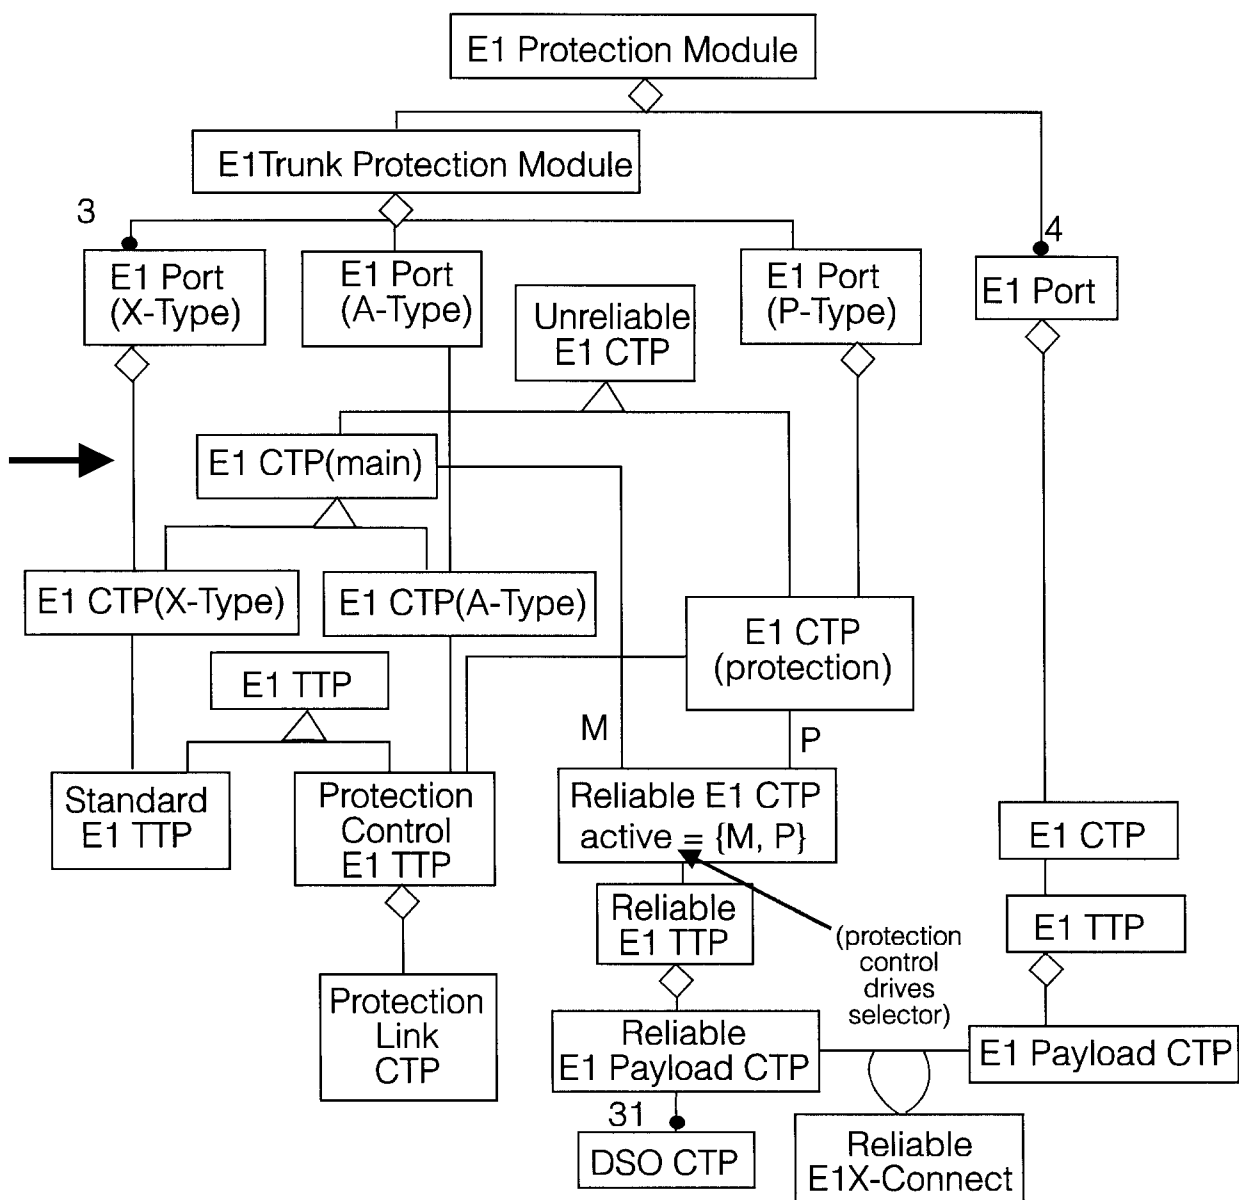 E1 Protection Module
E1Trunk Protection Module
3
4
E1 Port
(X-Type)
E1 Port
(A-Type)
Unreliable
E1 CTP
E1 Port
(P-Type)
E1 Port
E1 CTP(main)
E1 CTP(X-Type)
E1 CTP(A-Type)
E1 CTP
(protection)
E1 TTP
M
P
Standard
E1 TTP
Protection
Control
E1 TTP
Reliable E1 CTP
active = {M, P}
E1 CTP
Reliable
E1 TTP
(protection
control
drives
selector)
E1 TTP
Protection
Link
CTP
Reliable
E1 Payload CTP
E1 Payload CTP
31
DSO CTP
Reliable
E1X-Connect